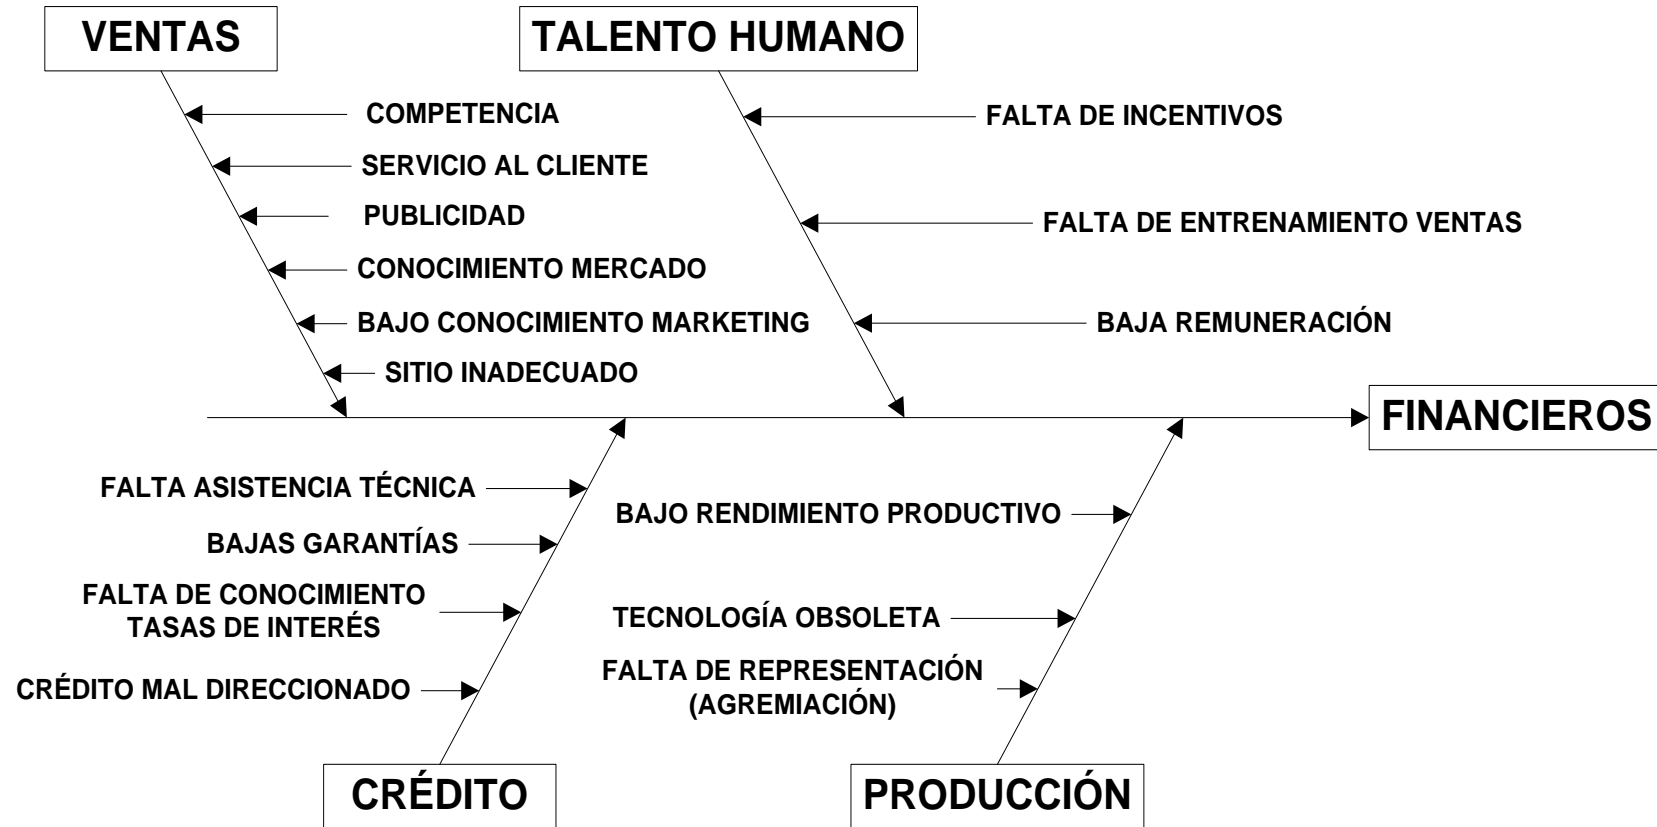 VENTAS
TALENTO HUMANO
COMPETENCIA
SERVICIO AL CLIENTE
PUBLICIDAD
CONOCIMIENTO MERCADO
BAJO CONOCIMIENTO MARKETING
SITIO INADECUADO
FALTA DE INCENTIVOS
FALTA DE ENTRENAMIENTO VENTAS
BAJA REMUNERACIÓN
FINANCIEROS
FALTA ASISTENCIA TÉCNICA
BAJAS GARANTÍAS
FALTA DE CONOCIMIENTO
TASAS DE INTERÉS
CRÉDITO MAL DIRECCIONADO
BAJO RENDIMIENTO PRODUCTIVO
TECNOLOGÍA OBSOLETA
FALTA DE REPRESENTACIÓN
(AGREMIACIÓN)
CRÉDITO
PRODUCCIÓN